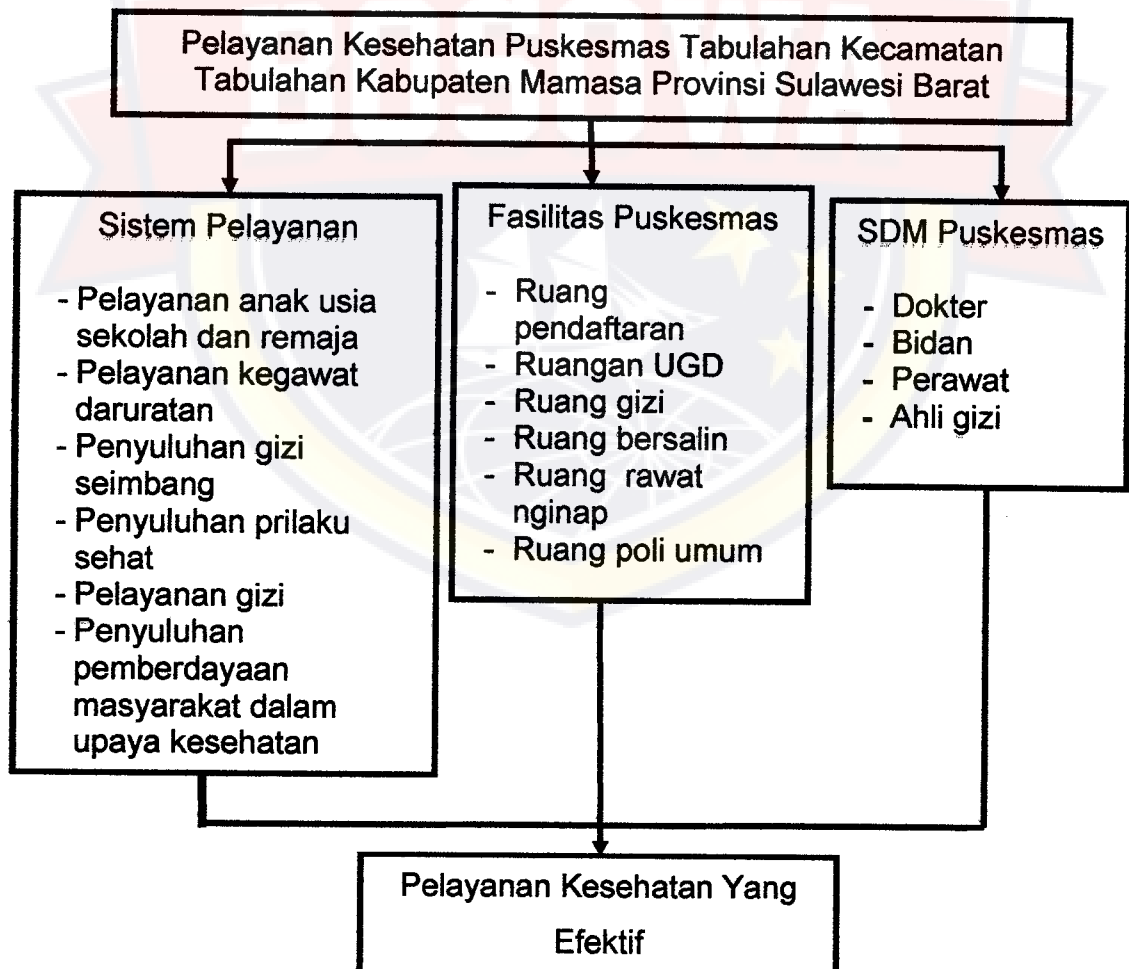 BOSOWA
Pelayanan Kesehatan Puskesmas Tabulahan Kecamatan
Tabulahan Kabupaten Mamasa Provinsi Sulawesi Barat
Sistem Pelayanan
- Pelayanan anak usia
sekolah dan remaja
- Pelayanan kegawat
daruratan
- Penyuluhan gizi
seimbang
- Penyuluhan prilaku
sehat
- Pelayanan gizi
- Penyuluhan
pemberdayaan
masyarakat dalam
upaya kesehatan
Fasilitas Puskesmas
- Ruang
pendaftaran
- Ruangan UGD
- Ruang gizi
- Ruang bersalin
- Ruang rawat
nginap
- Ruang poli umum
SDM Puskesmas
- Dokter
- Bidan
- Perawat
- Ahli gizi
Pelayanan Kesehatan Yang
Efektif